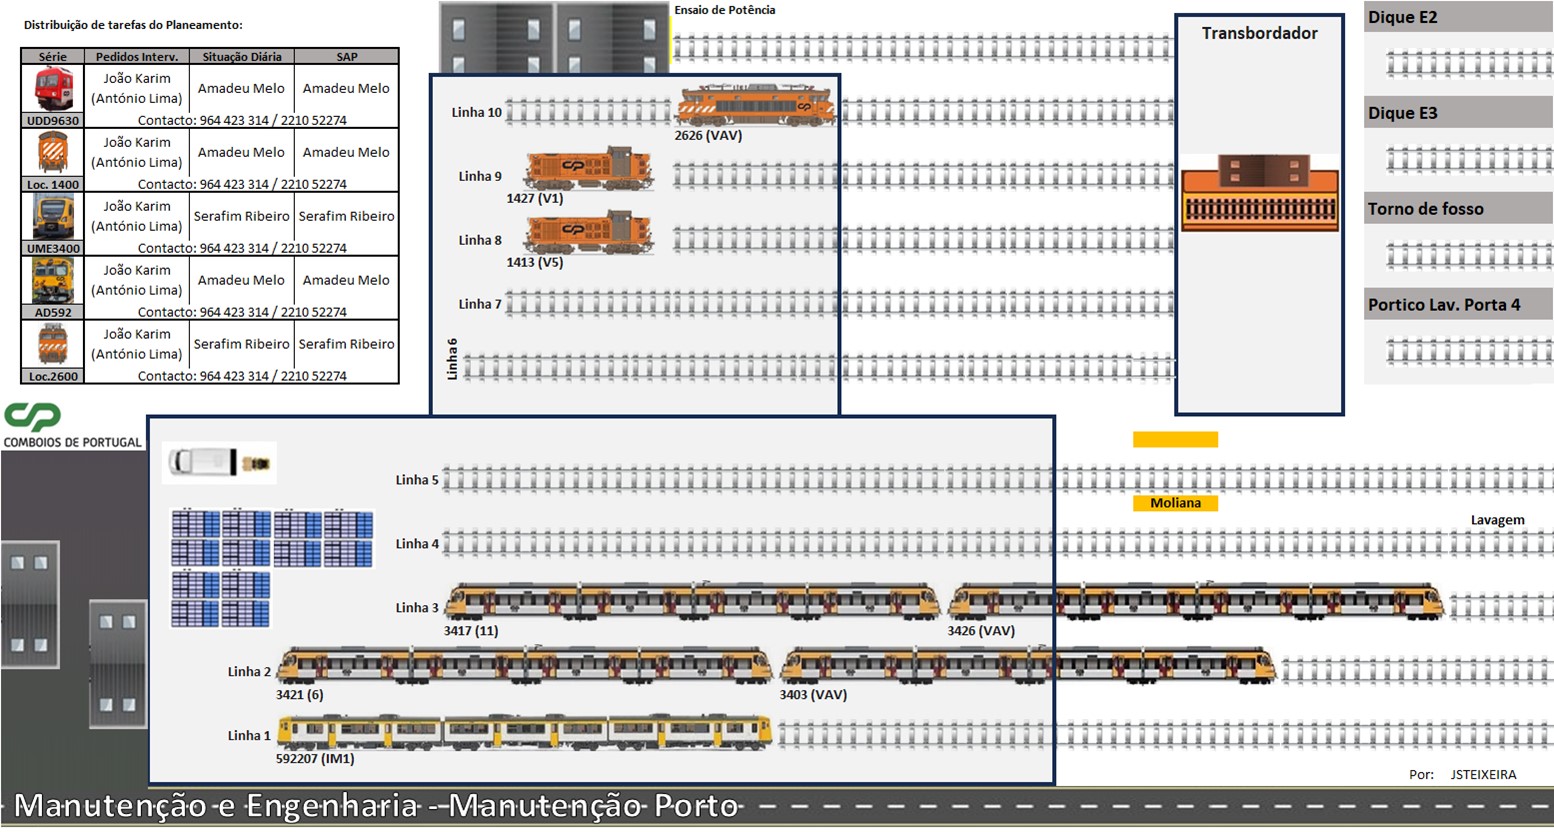 Distribuição de tarefas do Planeamento:
Série Pedidos Interv. Situação Diária SAP
João Karim
(António Lima) Amadeu Melo Amadeu Melo
UDD9630 Contacto: 964 423 314 / 2210 52274
João Karim
(António Lima) Amadeu Melo Amadeu Melo
Loc. 1400 Contacto: 964 423 314 / 2210 52274
João Karim
(António Lima) Serafim Ribeiro Serafim Ribeiro
UME3400 Contacto: 964 423 314 / 2210 52274
João Karim
(António Lima) Amadeu Melo Amadeu Melo
AD592 Contacto: 964 423 314 / 2210 52274
João Karim
(António Lima) Serafim Ribeiro Serafim Ribeiro
Loc.2600 Contacto: 964 423 314 / 2210 52274
CP
COMBOIOS DE PORTUGAL
Ensaio de Potência
Linha 10
2626 (VAV)
Linha 9
1427 (V1)
Linha 8
1413 (V5)
Linha 7
Linha 6
Transbordador
Dique E2
Dique E3
Torno de fosso
Portico Lav. Porta 4
Linha 5
Moliana
Lavagem
Linha 4
Linha 3
3417 (11) 3426 (VAV)
Linha 2
3421 (6) 3403 (VAV)
Linha 1
592207 (IM1)
Por: JSTEIXEIRA
Manutenção e Engenharia - Manutenção Porto